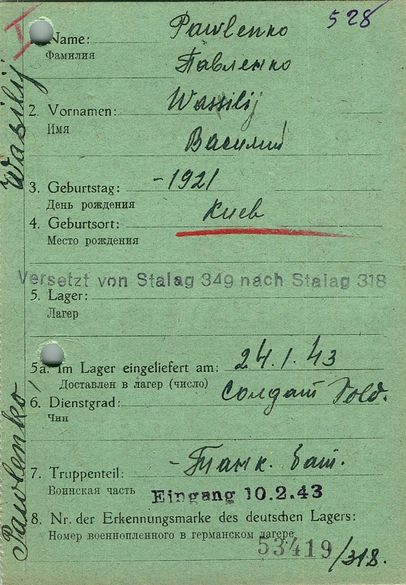 528
I
1. Name: Pawlenko
Фамилия Павленко
2. Vornamen: Wassilij
Имя Василий
3. Geburtstag: -1921
День рождения
4. Geburtsort: Киев
Место рождения
Versetzt von Stalag 349 nach Stalag 318
5. Lager:
Лагер
5a. Im Lager eingeliefert am: 24.1.43
Доставлен в лагер (число)
6. Dienstgrad: Солдат Sold.
Чин
7. Truppenteil: - Танк. бат.
Воинская часть Eingang 10.2.43
8. Nr. der Erkennungsmarke des deutschen Lagers:
Номер военнопленного в германском лагере
53419/318.
Pawlenko Wasilij